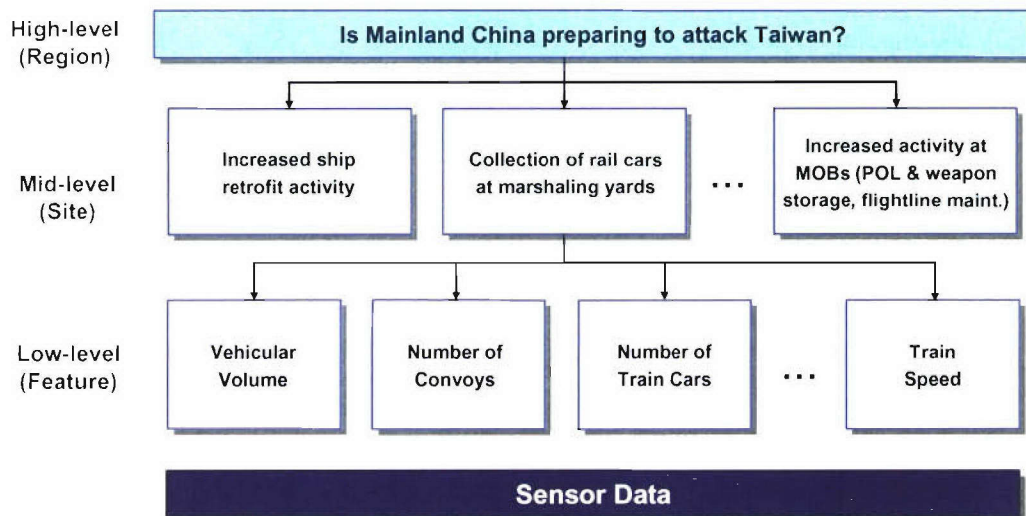 High-level
(Region)
Is Mainland China preparing to attack Taiwan?
Mid-level
(Site)
Increased ship
retrofit activity
Collection of rail cars
at marshaling yards
...
Increased activity at
MOBs (POL & weapon
storage, flightline maint.)
Low-level
(Feature)
Vehicular
Volume
Number of
Convoys
Number of
Train Cars
...
Train
Speed
Sensor Data